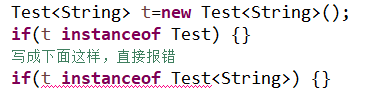 Test<String> t=new Test<String>();
if(t instanceof Test) {}
写成下面这样，直接报错
if(t instanceof Test<String>) {}